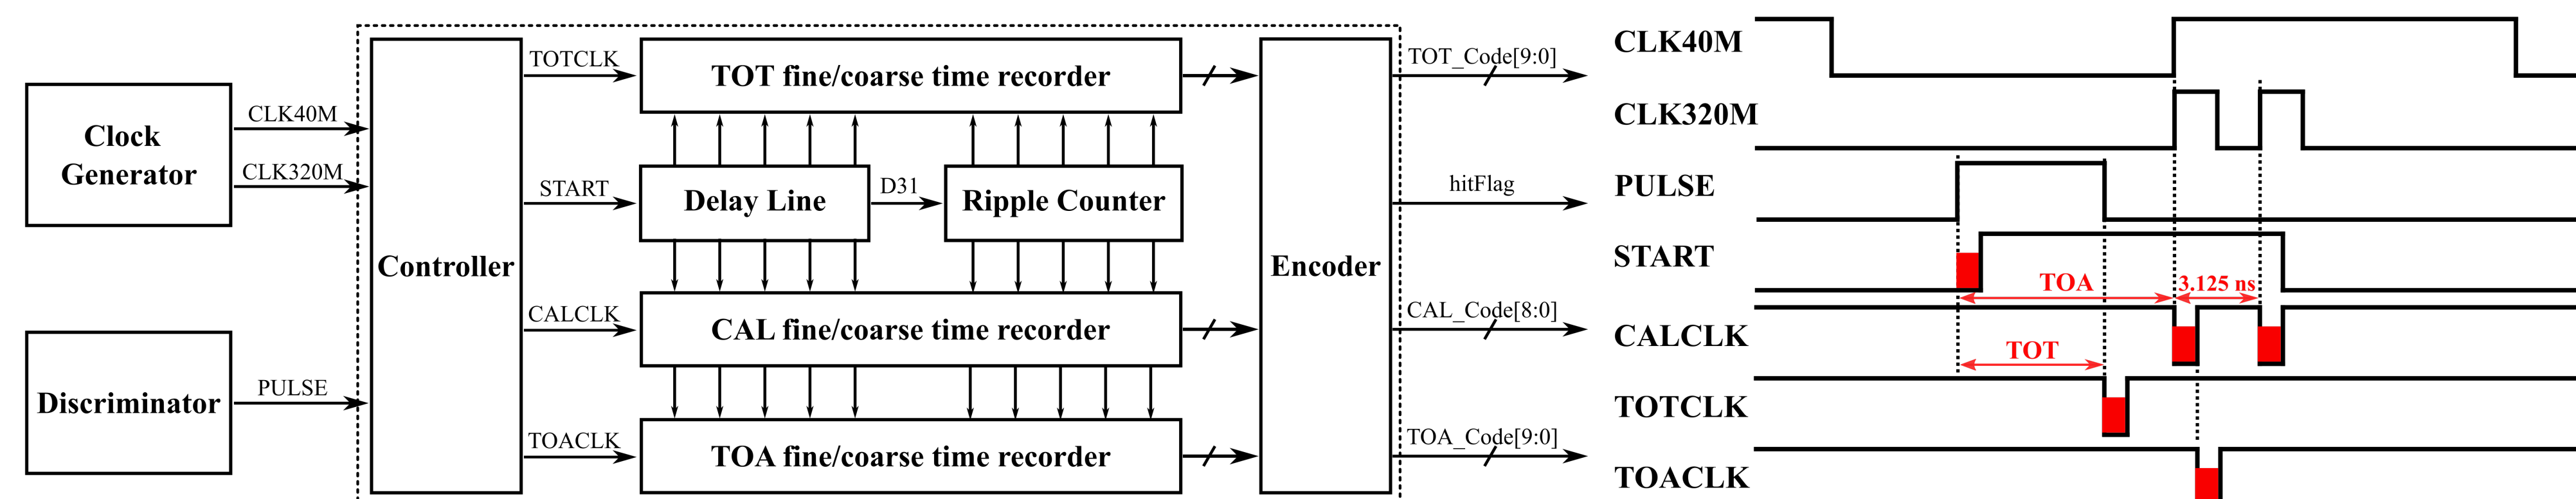 Clock
Generator
CLK40M
CLK320M
Discriminator
PULSE
Controller
TOTCLK
START
CALCLK
TOACLK
TOT fine/coarse time recorder
Delay Line
D31
Ripple Counter
CAL fine/coarse time recorder
TOA fine/coarse time recorder
Encoder
TOT_Code[9:0]
hitFlag
CAL_Code[8:0]
TOA_Code[9:0]
CLK40M
CLK320M
PULSE
START
TOA
3.125 ns
CALCLK
TOT
TOTCLK
TOACLK